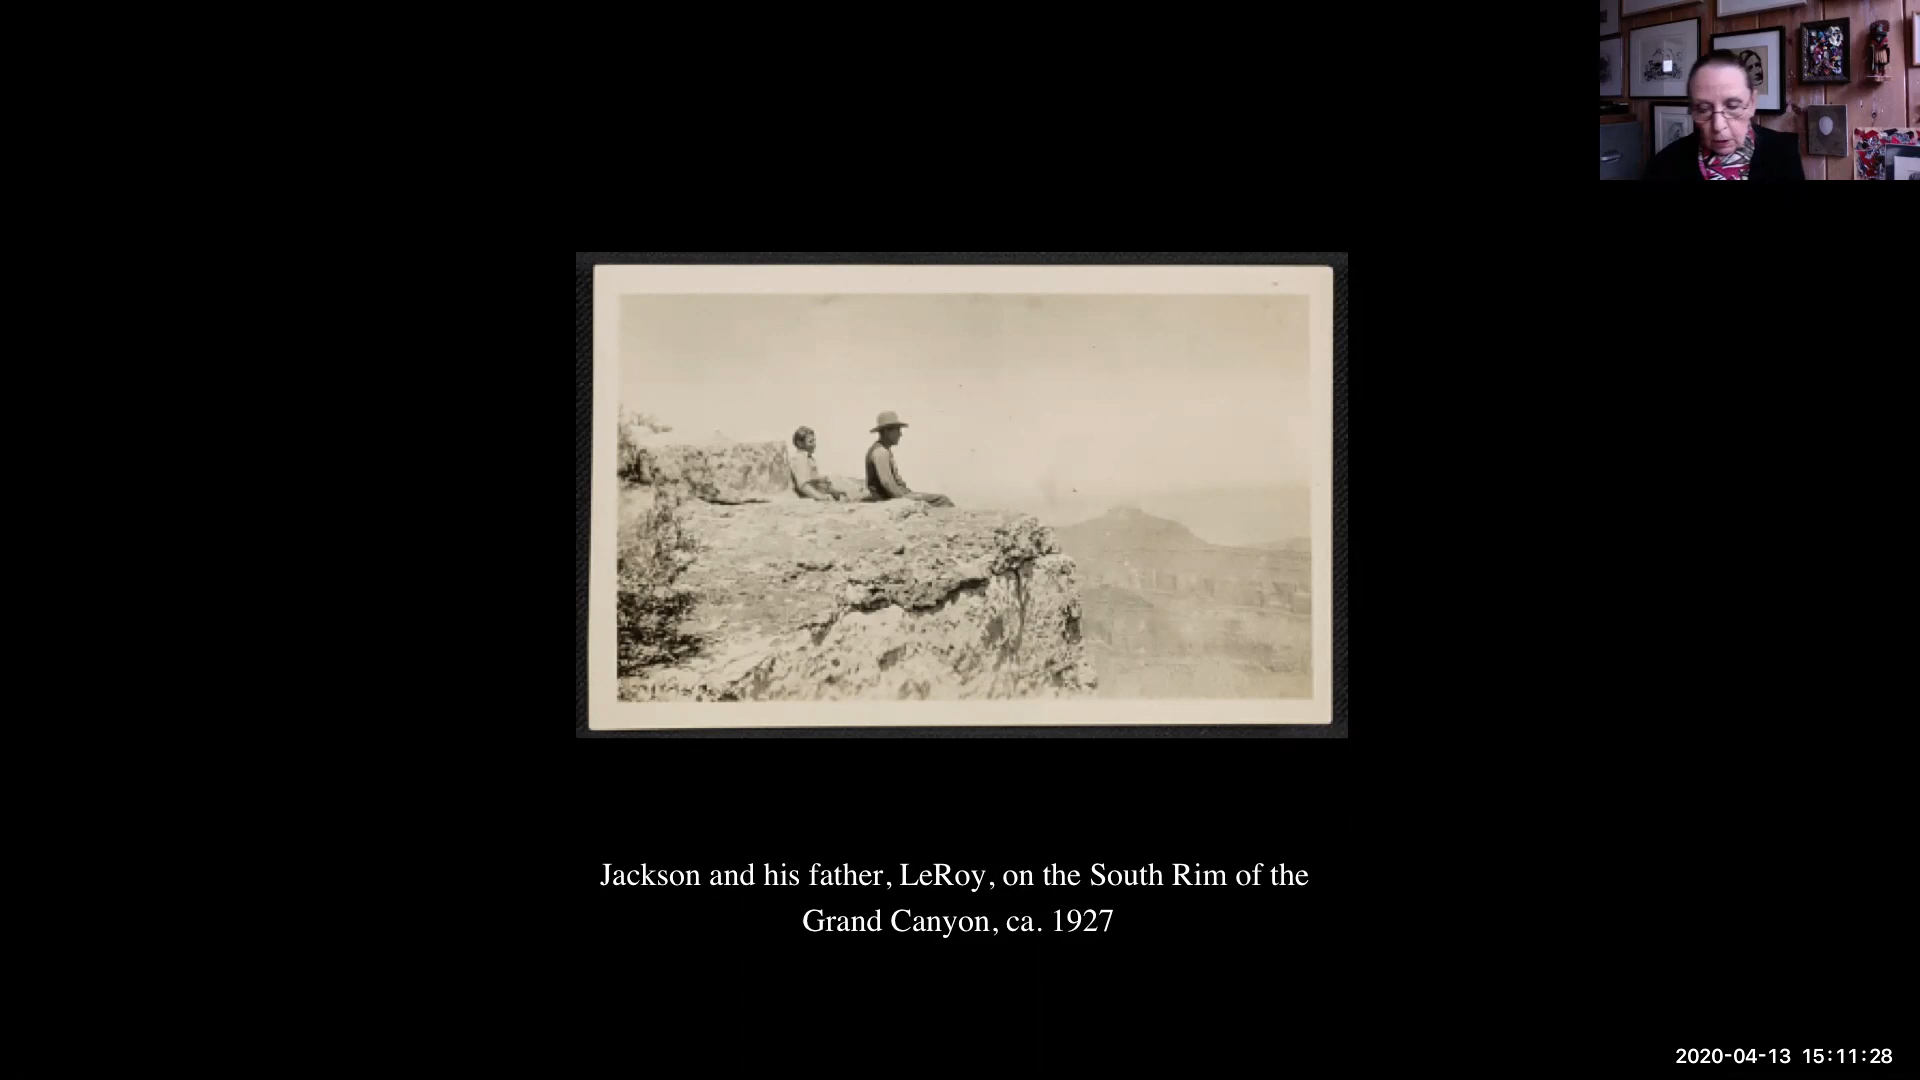 Jackson and his father, LeRoy, on the South Rim of the
Grand Canyon, ca. 1927
2020-04-13 15:11:28